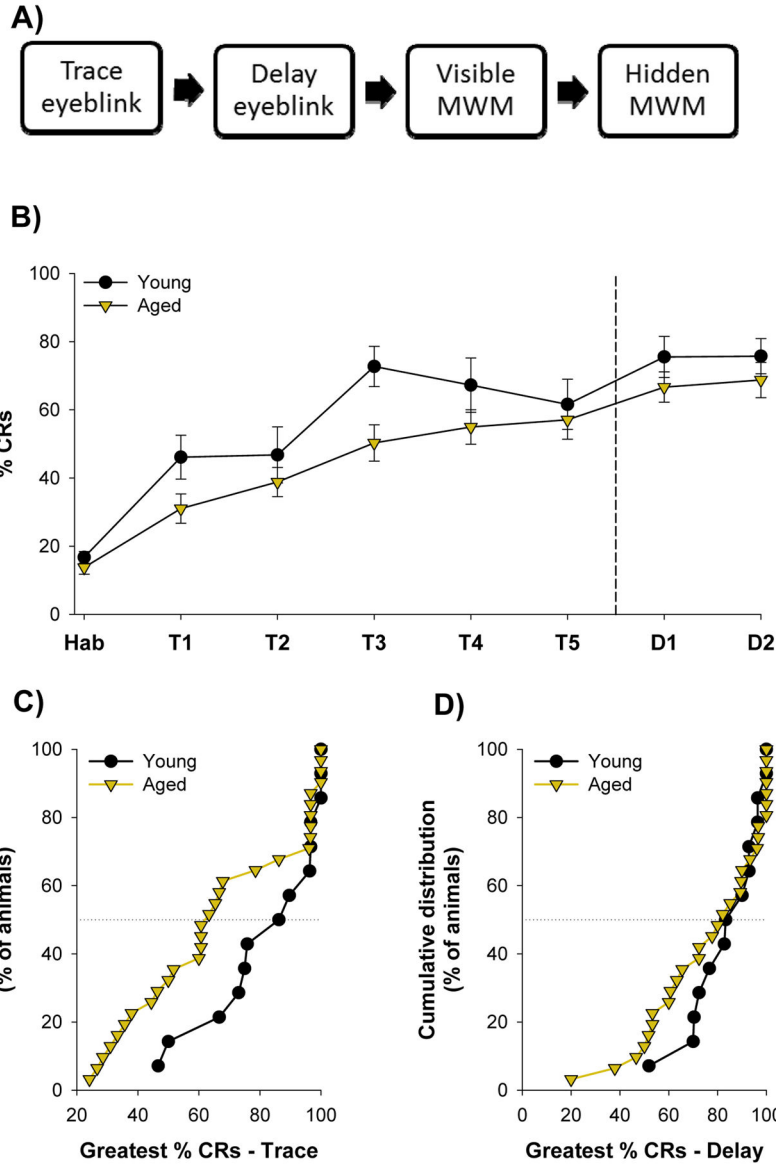 A)
Trace
eyeblink
Delay
eyeblink
Visible
MWM
Hidden
MWM
B)
Young
Aged
% CRs
100
80
60
40
20
0
Hab T1 T2 T3 T4 T5 D1 D2
C)
Young
Aged
(% of animals)
100
80
60
40
20
0
20 40 60 80 100
Greatest % CRs - Trace
D)
Young
Aged
Cumulative distribution
(% of animals)
100
80
60
40
20
0
0 20 40 60 80 100
Greatest % CRs - Delay